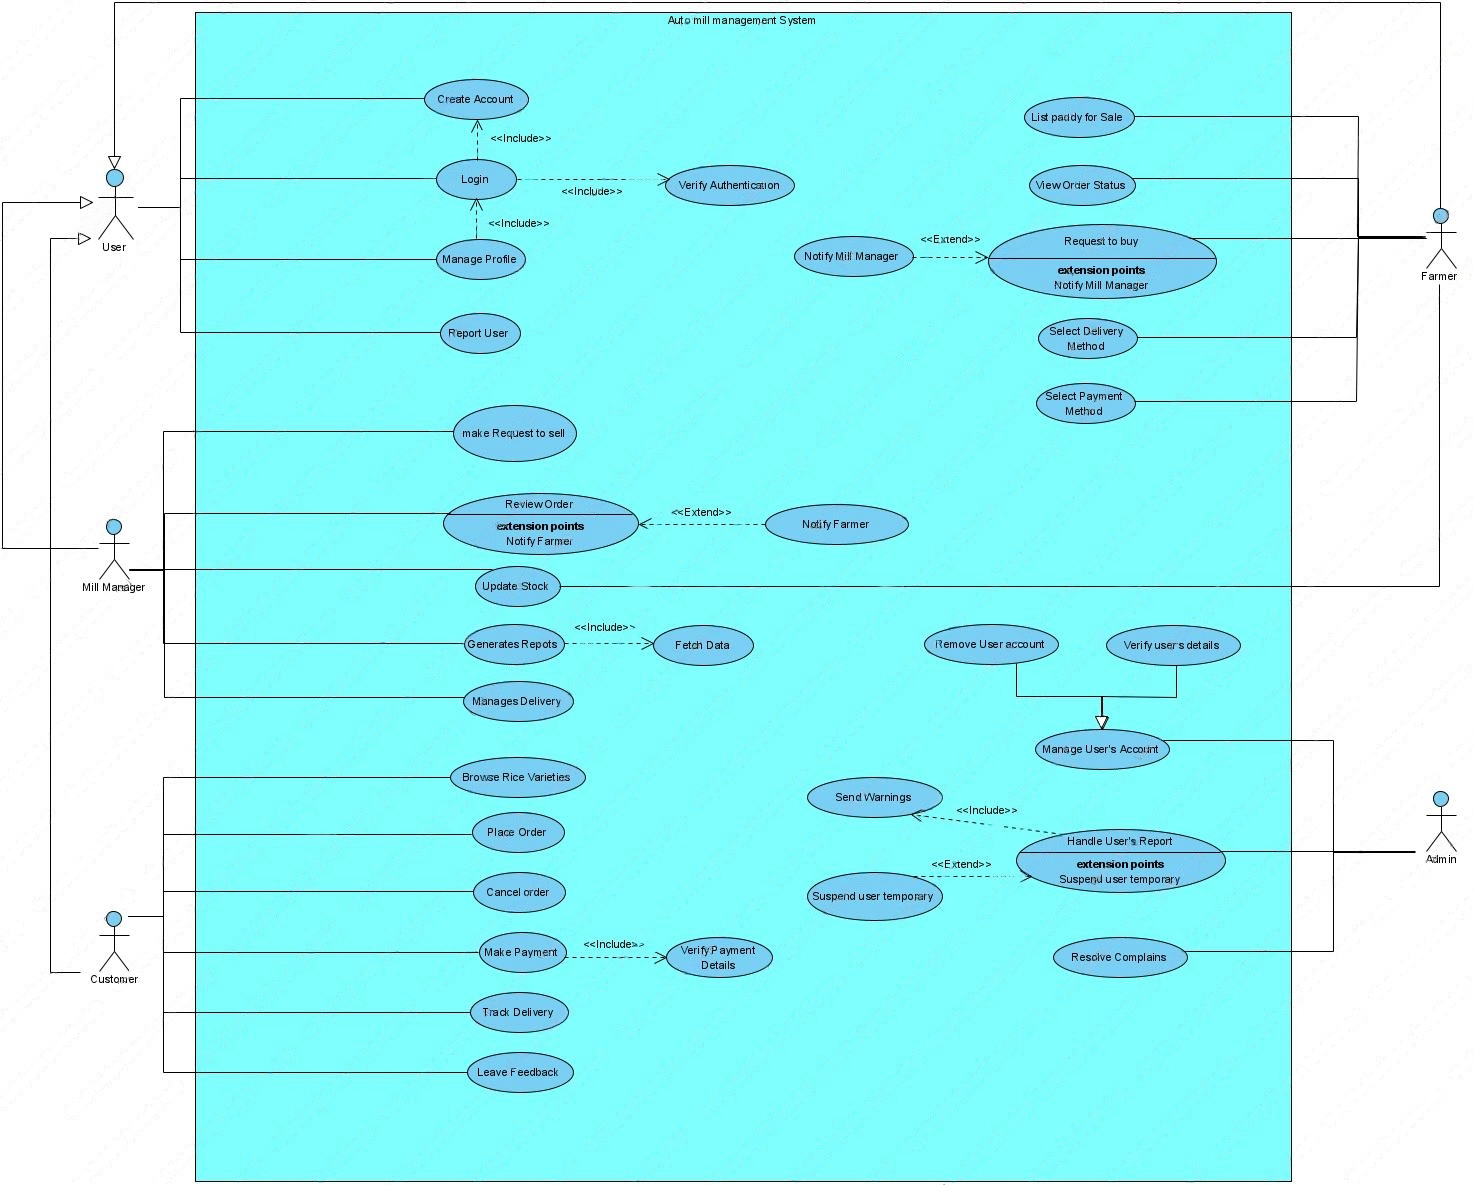 Auto mill management System
Create Account
<<Include>>
Login
<<Include>>
Verify Authentication
<<Include>>
Manage Profile
Report User
User
List paddy for Sale
View Order Status
Notify Mill Manager
<<Extend>>
Request to buy
extension points
Notify Mill Manager
Select Delivery
Method
Select Payment
Method
Farmer
make Request to sell
Review Order
extension points
Notify Farmer
<<Extend>>
Notify Farmer
Update Stock
Generates Repots
<<Include>>
Fetch Data
Manages Delivery
Mill Manager
Remove User account
Verify users details
Manage User's Account
Send Warnings
<<Include>>
Handle User's Report
extension points
Suspend user temporary
<<Extend>>
Suspend user temporary
Resolve Complains
Admin
Browse Rice Varieties
Place Order
Cancel order
Make Payment
<<Include>>
Verify Payment
Details
Track Delivery
Leave Feedback
Customer